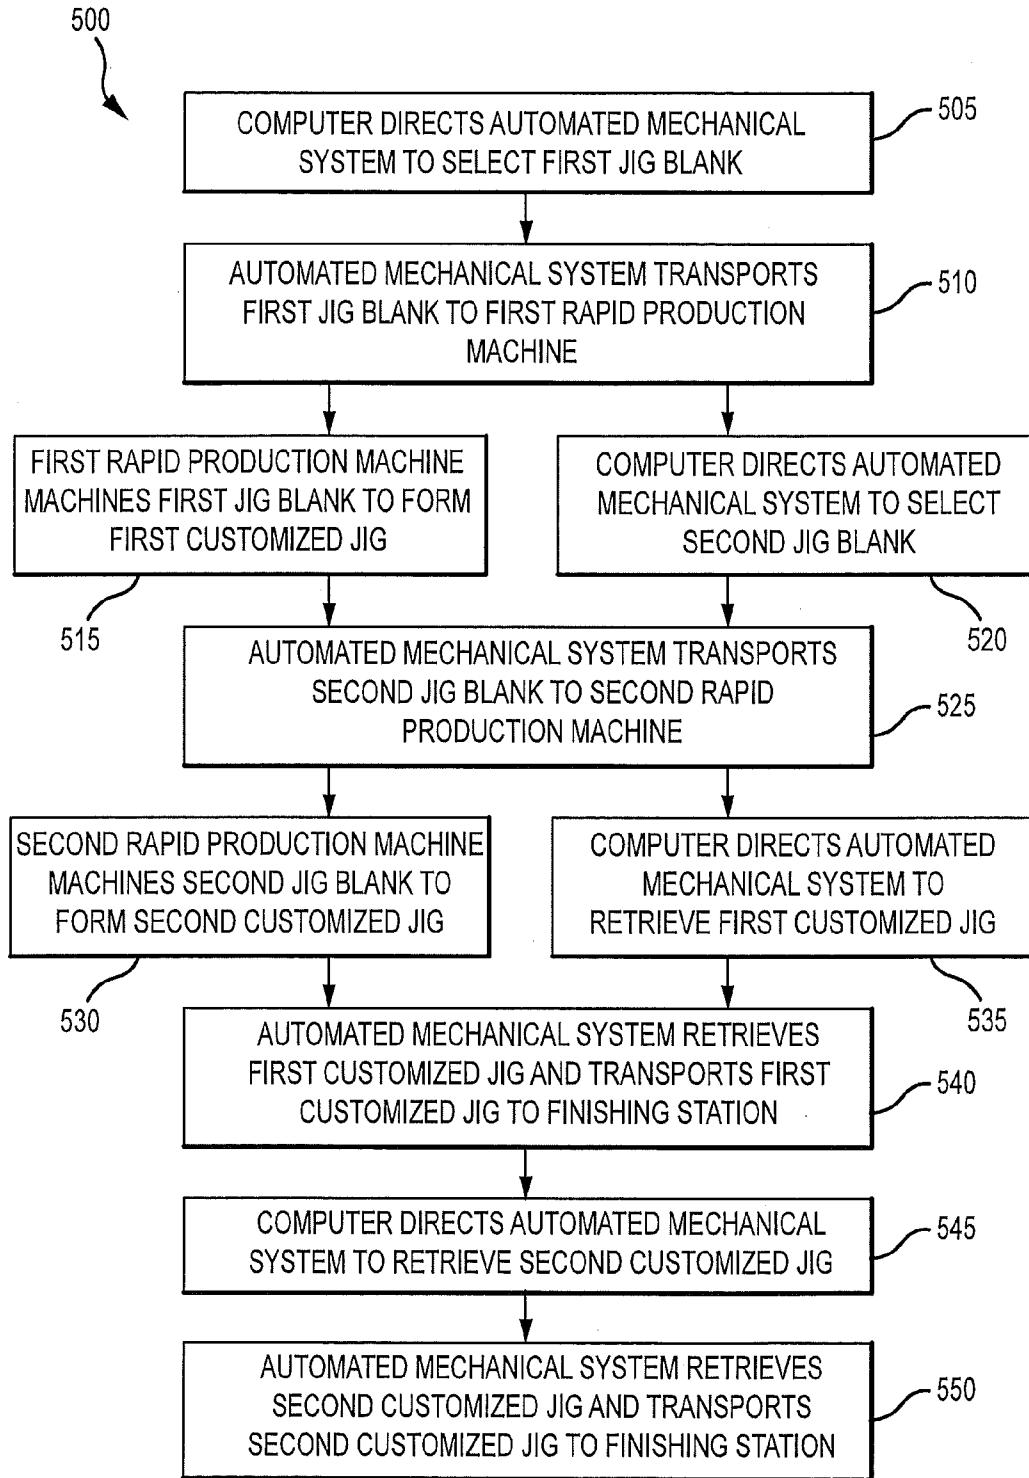 500
COMPUTER DIRECTS AUTOMATED MECHANICAL
SYSTEM TO SELECT FIRST JIG BLANK
505
AUTOMATED MECHANICAL SYSTEM TRANSPORTS
FIRST JIG BLANK TO FIRST RAPID PRODUCTION
MACHINE
510
FIRST RAPID PRODUCTION MACHINE
MACHINES FIRST JIG BLANK TO FORM
FIRST CUSTOMIZED JIG
515
COMPUTER DIRECTS AUTOMATED
MECHANICAL SYSTEM TO SELECT
SECOND JIG BLANK
520
AUTOMATED MECHANICAL SYSTEM TRANSPORTS
SECOND JIG BLANK TO SECOND RAPID
PRODUCTION MACHINE
525
SECOND RAPID PRODUCTION MACHINE
MACHINES SECOND JIG BLANK TO
FORM SECOND CUSTOMIZED JIG
530
COMPUTER DIRECTS AUTOMATED
MECHANICAL SYSTEM TO
RETRIEVE FIRST CUSTOMIZED JIG
535
AUTOMATED MECHANICAL SYSTEM RETRIEVES
FIRST CUSTOMIZED JIG AND TRANSPORTS FIRST
CUSTOMIZED JIG TO FINISHING STATION
540
COMPUTER DIRECTS AUTOMATED MECHANICAL
SYSTEM TO RETRIEVE SECOND CUSTOMIZED JIG
545
AUTOMATED MECHANICAL SYSTEM RETRIEVES
SECOND CUSTOMIZED JIG AND TRANSPORTS
SECOND CUSTOMIZED JIG TO FINISHING STATION
550